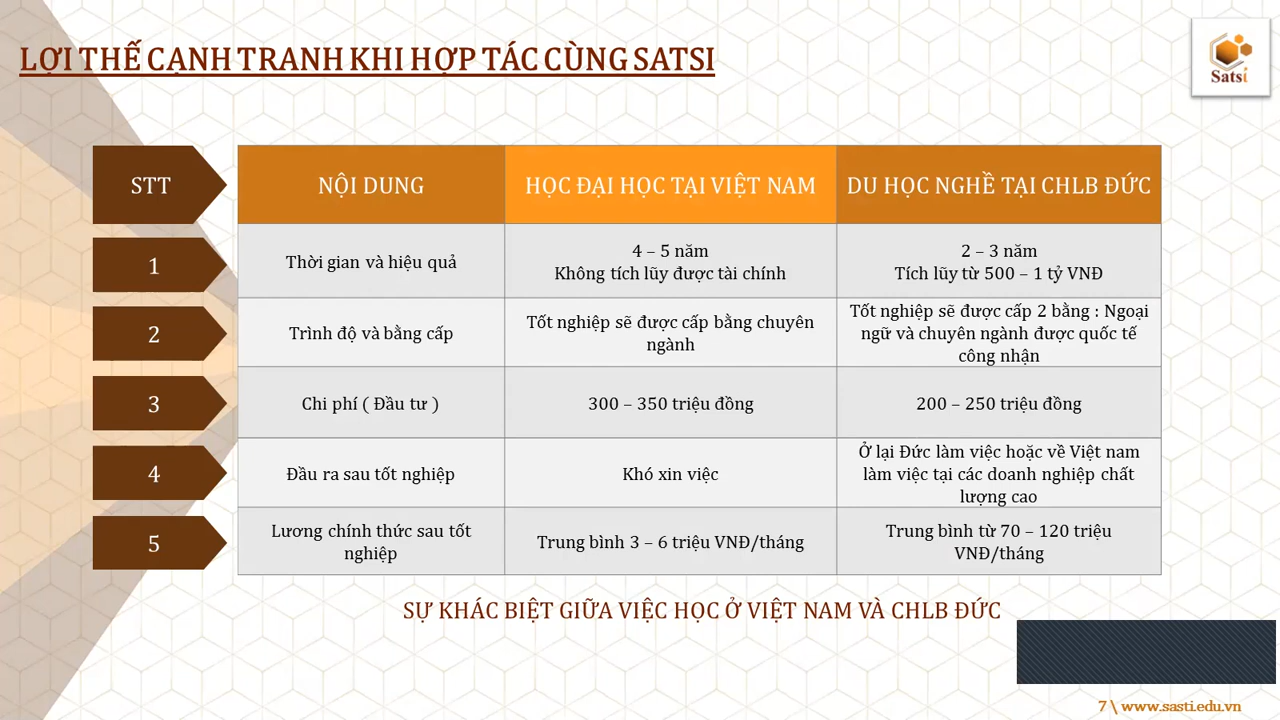 LỢI THẾ CẠNH TRANH KHI HỢP TÁC CÙNG SATSI
Satsi
STT
NỘI DUNG
HỌC ĐẠI HỌC TẠI VIỆT NAM
DU HỌC NGHỀ TẠI CHLB ĐỨC
1
Thời gian và hiệu quả
4 – 5 năm
Không tích lũy được tài chính
2 – 3 năm
Tích lũy từ 500 – 1 tỷ VNĐ
2
Trình độ và bằng cấp
Tốt nghiệp sẽ được cấp bằng chuyên
ngành
Tốt nghiệp sẽ được cấp 2 bằng : Ngoại
ngữ và chuyên ngành được quốc tế
công nhận
3
Chi phí ( Đầu tư )
300 – 350 triệu đồng
200 – 250 triệu đồng
4
Đầu ra sau tốt nghiệp
Khó xin việc
Ở lại Đức làm việc hoặc về Việt nam
làm việc tại các doanh nghiệp chất
lượng cao
5
Lương chính thức sau tốt
nghiệp
Trung bình 3 – 6 triệu VNĐ/tháng
Trung bình từ 70 – 120 triệu
VNĐ/tháng
SỰ KHÁC BIỆT GIỮA VIỆC HỌC Ở VIỆT NAM VÀ CHLB ĐỨC
7 \ www.sasti.edu.vn